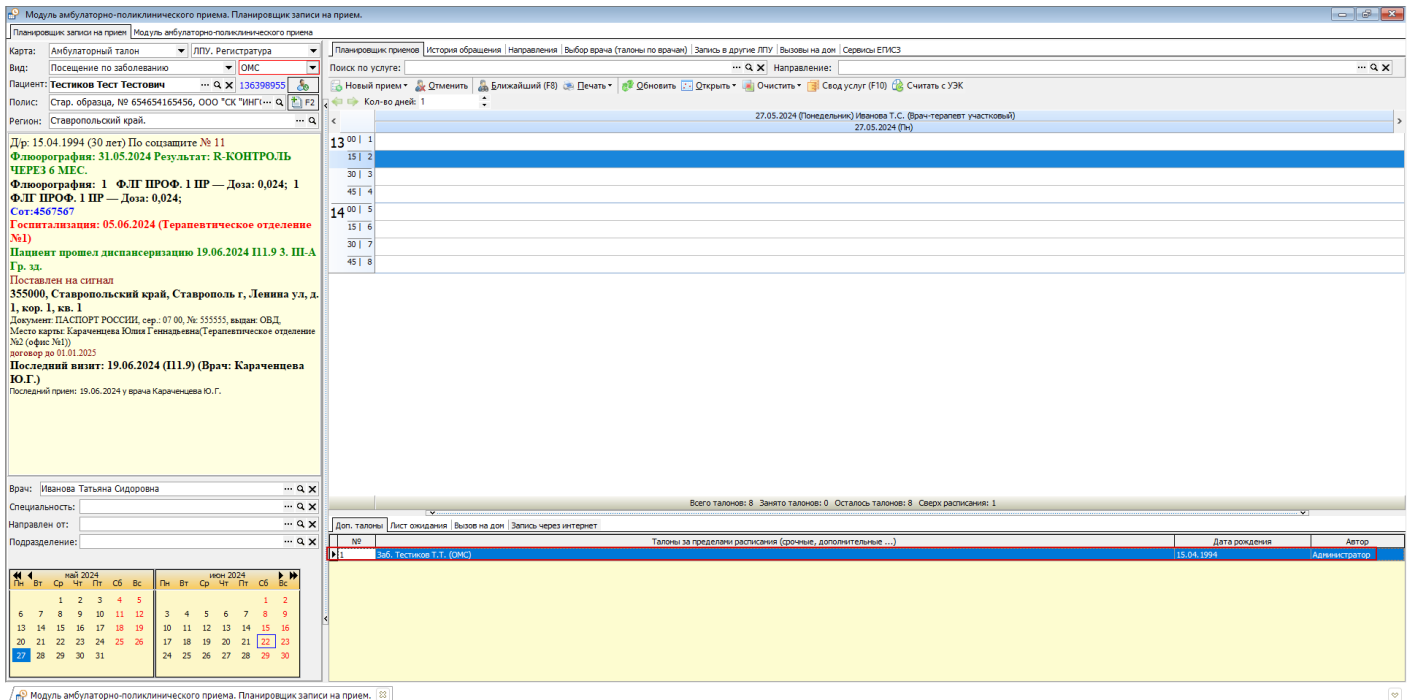 Модуль амбулаторно-поликлинического приема. Планировщик записи на прием.
Планировщик записи на прием Модуль амбулаторно-поликлинического приема
Карта: Амбулаторный талон ЛПУ. Регистратура
Вид: Посещение по заболеванию ОМС
Пациент: Тестиков Тест Тестович ... 136398955
Полис: Стар. образца, № 654654165456, ООО "СК "ИНГ(... F2
Регион: Ставропольский край. ...
Д/р: 15.04.1994 (30 лет) По соцзащите № 11
Флюорография: 31.05.2024 Результат: R-КОНТРОЛЬ
ЧЕРЕЗ 6 МЕС.
Флюорография: 1 ФЛГ ПРОФ. 1 ПР — Доза: 0,024; 1
ФЛГ ПРОФ. 1 ПР — Доза: 0,024;
Сот:4567567
Госпитализация: 05.06.2024 (Терапевтическое отделение
№1)
Пациент прошел диспансеризацию 19.06.2024 I11.9 3. III-А
Гр. зд.
Поставлен на сигнал
355000, Ставропольский край, Ставрополь г, Ленина ул, д.
1, кор. 1, кв. 1
Документ: ПАСПОРТ РОССИИ, сер.: 07 00, №: 555555, выдан: ОВД,
Место карты: Караченцева Юлия Геннадьевна(Терапевтическое отделение
№2 (офис №1))
договор до 01.01.2025
Последний визит: 19.06.2024 (I11.9) (Врач: Караченцева
Ю.Г.)
Последний прием: 19.06.2024 у врача Караченцева Ю.Г.
Врач: Иванова Татьяна Сидоровна ...
Специальность: ...
Направлен от: ...
Подразделение: ...
май 2024 июн 2024
Пн Вт Ср Чт Пт Сб Вс Пн Вт Ср Чт Пт Сб Вс
1 2 3 4 5 1 2
6 7 8 9 10 11 12 3 4 5 6 7 8 9
13 14 15 16 17 18 19 10 11 12 13 14 15 16
20 21 22 23 24 25 26 17 18 19 20 21 22 23
27 28 29 30 31 24 25 26 27 28 29 30
Планировщик приемов История обращения Направления Выбор врача (талоны по врачам) Запись в другие ЛПУ Вызовы на дом Сервисы ЕГИСЗ
Поиск по услуге: ... Направление: ...
Новый прием Отменить Ближайший (F8) Печать Обновить Открыть Очистить Свод услуг (F10) Считать с УЭК
Кол-во дней: 1
27.05.2024 (Понедельник) Иванова Т.С. (Врач-терапевт участковый)
27.05.2024 (Пн)
13 00 | 1
15 | 2
30 | 3
45 | 4
14 00 | 5
15 | 6
30 | 7
45 | 8
Всего талонов: 8 Занято талонов: 0 Осталось талонов: 8 Сверх расписания: 1
Доп. талоны Лист ожидания Вызов на дом Запись через интернет
№ Талоны за пределами расписания (срочные, дополнительные ...) Дата рождения Автор
1 Заб. Тестиков Т.Т. (ОМС) 15.04.1994 Администратор
Модуль амбулаторно-поликлинического приема. Планировщик записи на прием.